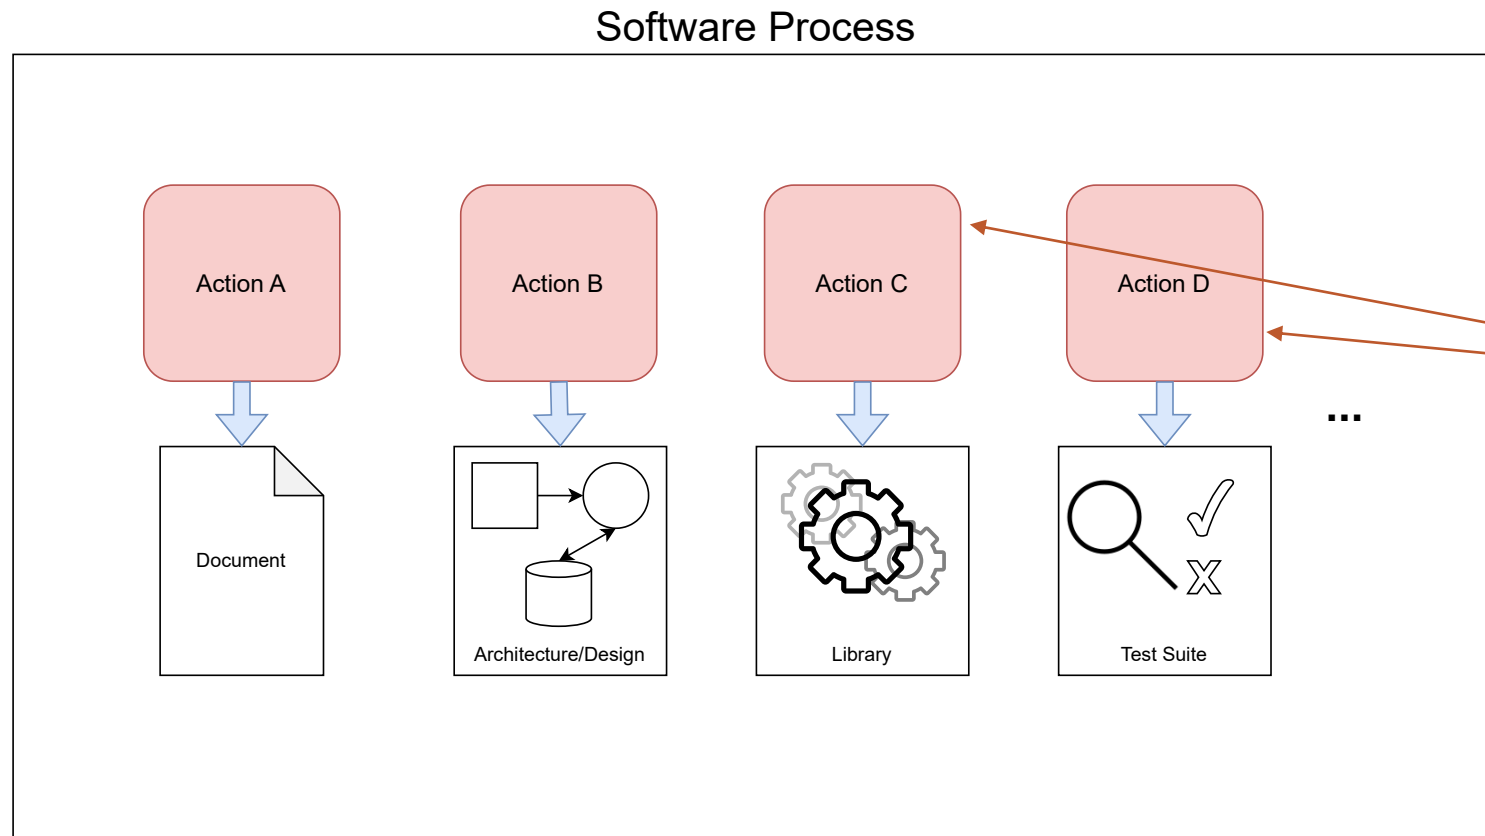 Software Process
Action A
Action B
Action C
Action D
...
Document
Architecture/Design
Library
Test Suite